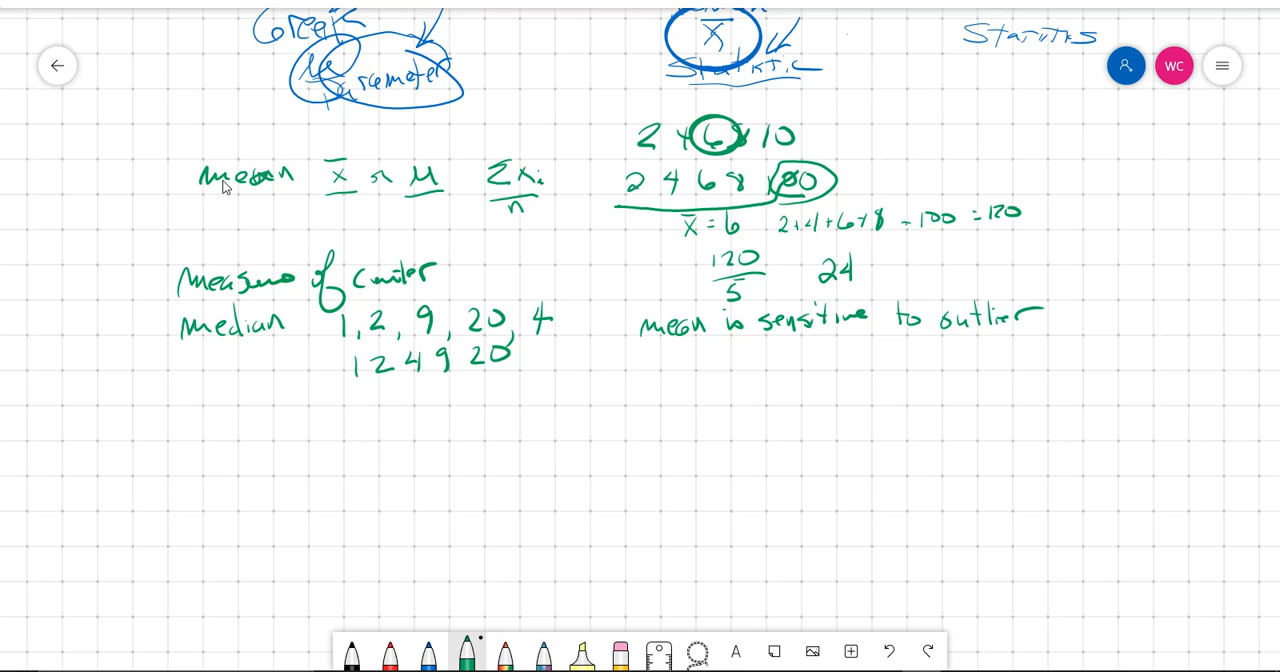 Greek x̄ Statistics
μ Parameter Statistic
2 4 6 8 10
mean x̄ μ Σxᵢ / n
2 4 6 8 100
x̄ = 6 2+4+6+8 100 = 120
measure of center
120 / 5 24
median 1, 2, 9, 20, 4
mean is sensitive to outlier
1 2 4 9 20
WC
A